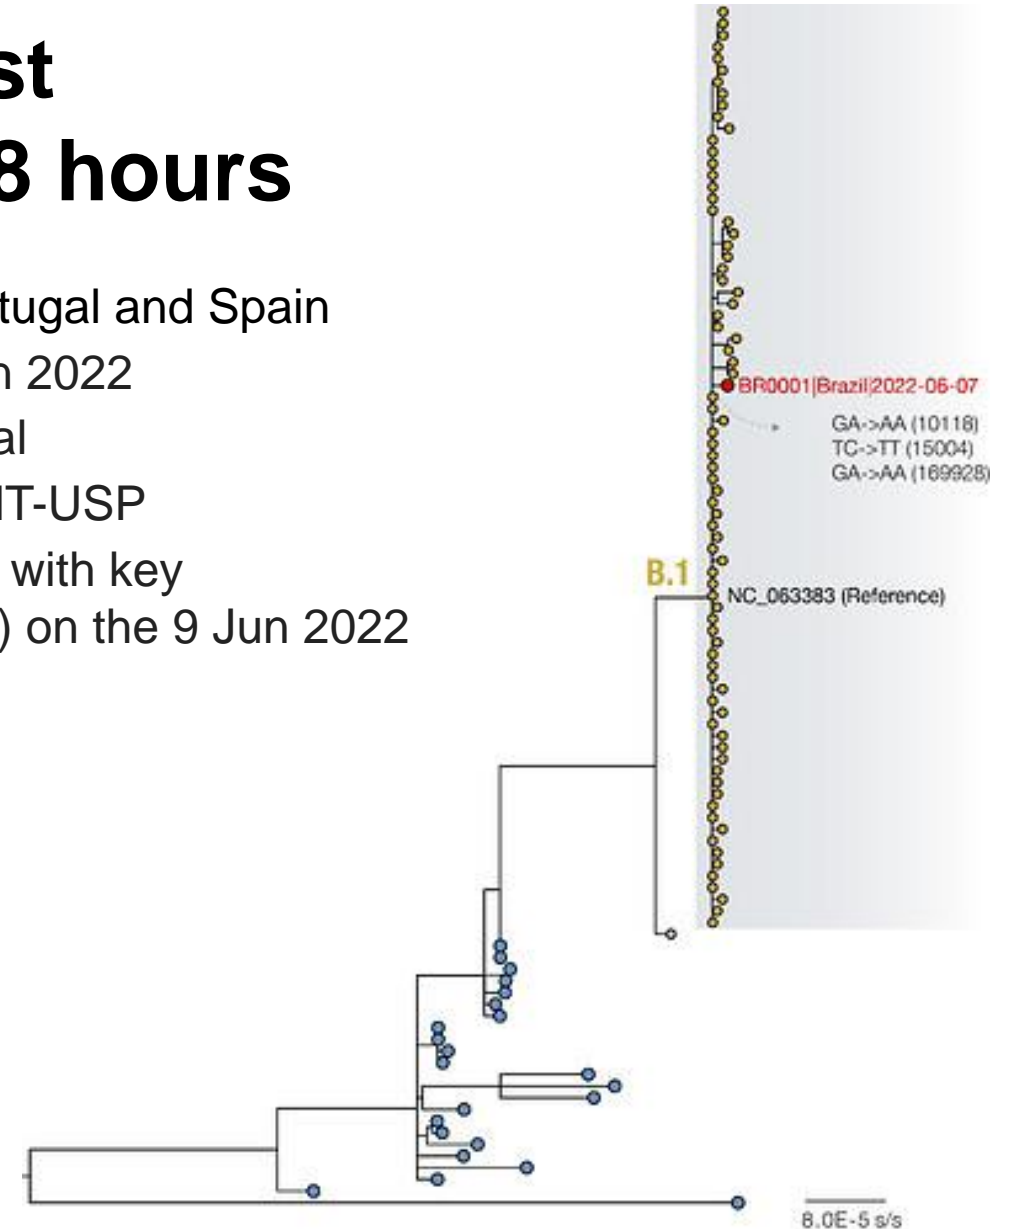 st
8 hours
tugal and Spain
n 2022
al
IT-USP
with key
) on the 9 Jun 2022
BR0001|Brazil|2022-06-07
GA->AA (10118)
TC->TT (15004)
GA->AA (169928)
B.1
NC_063383 (Reference)
8.0E-5 s/s